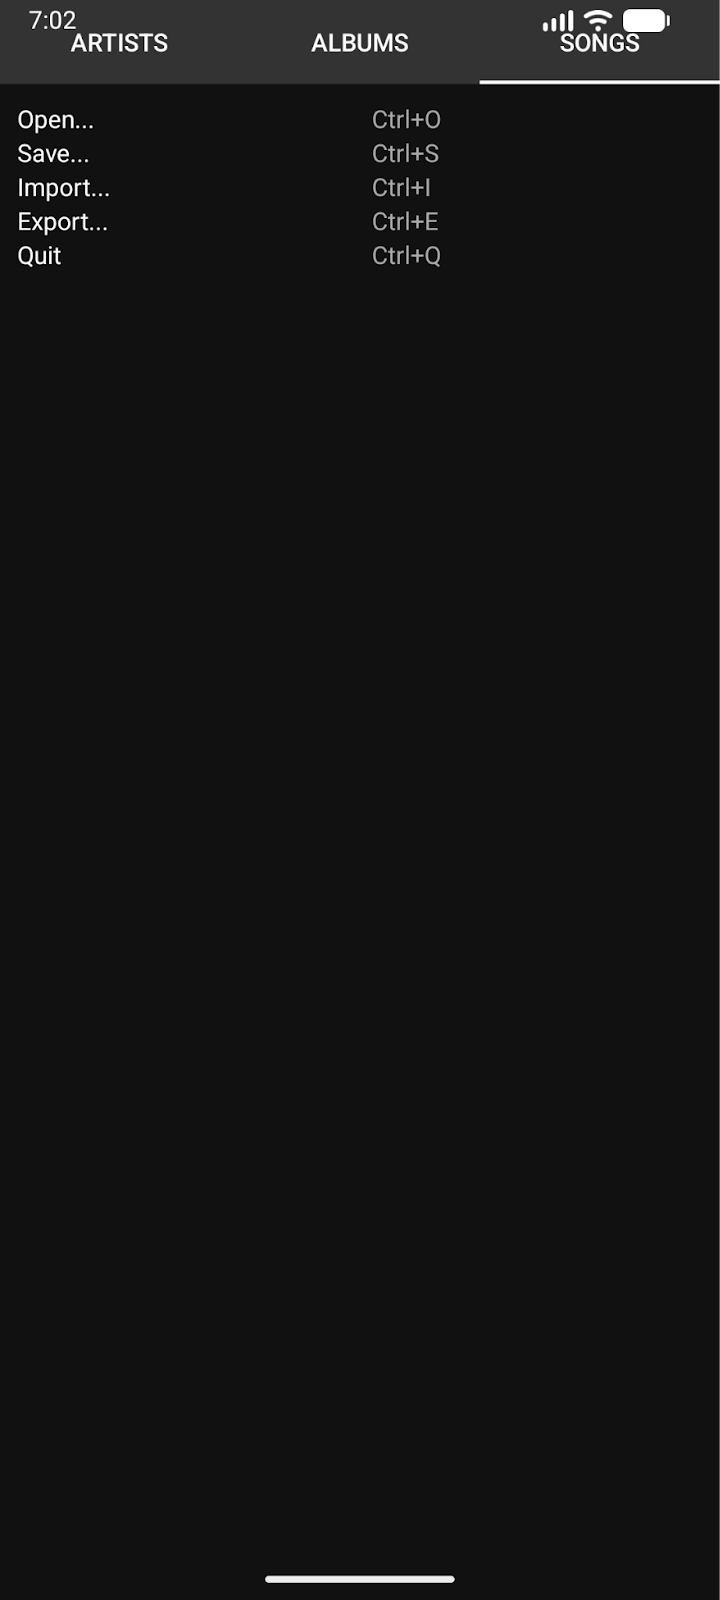 7:02
ARTISTS ALBUMS SONGS
Open... Ctrl+O
Save... Ctrl+S
Import... Ctrl+I
Export... Ctrl+E
Quit Ctrl+Q